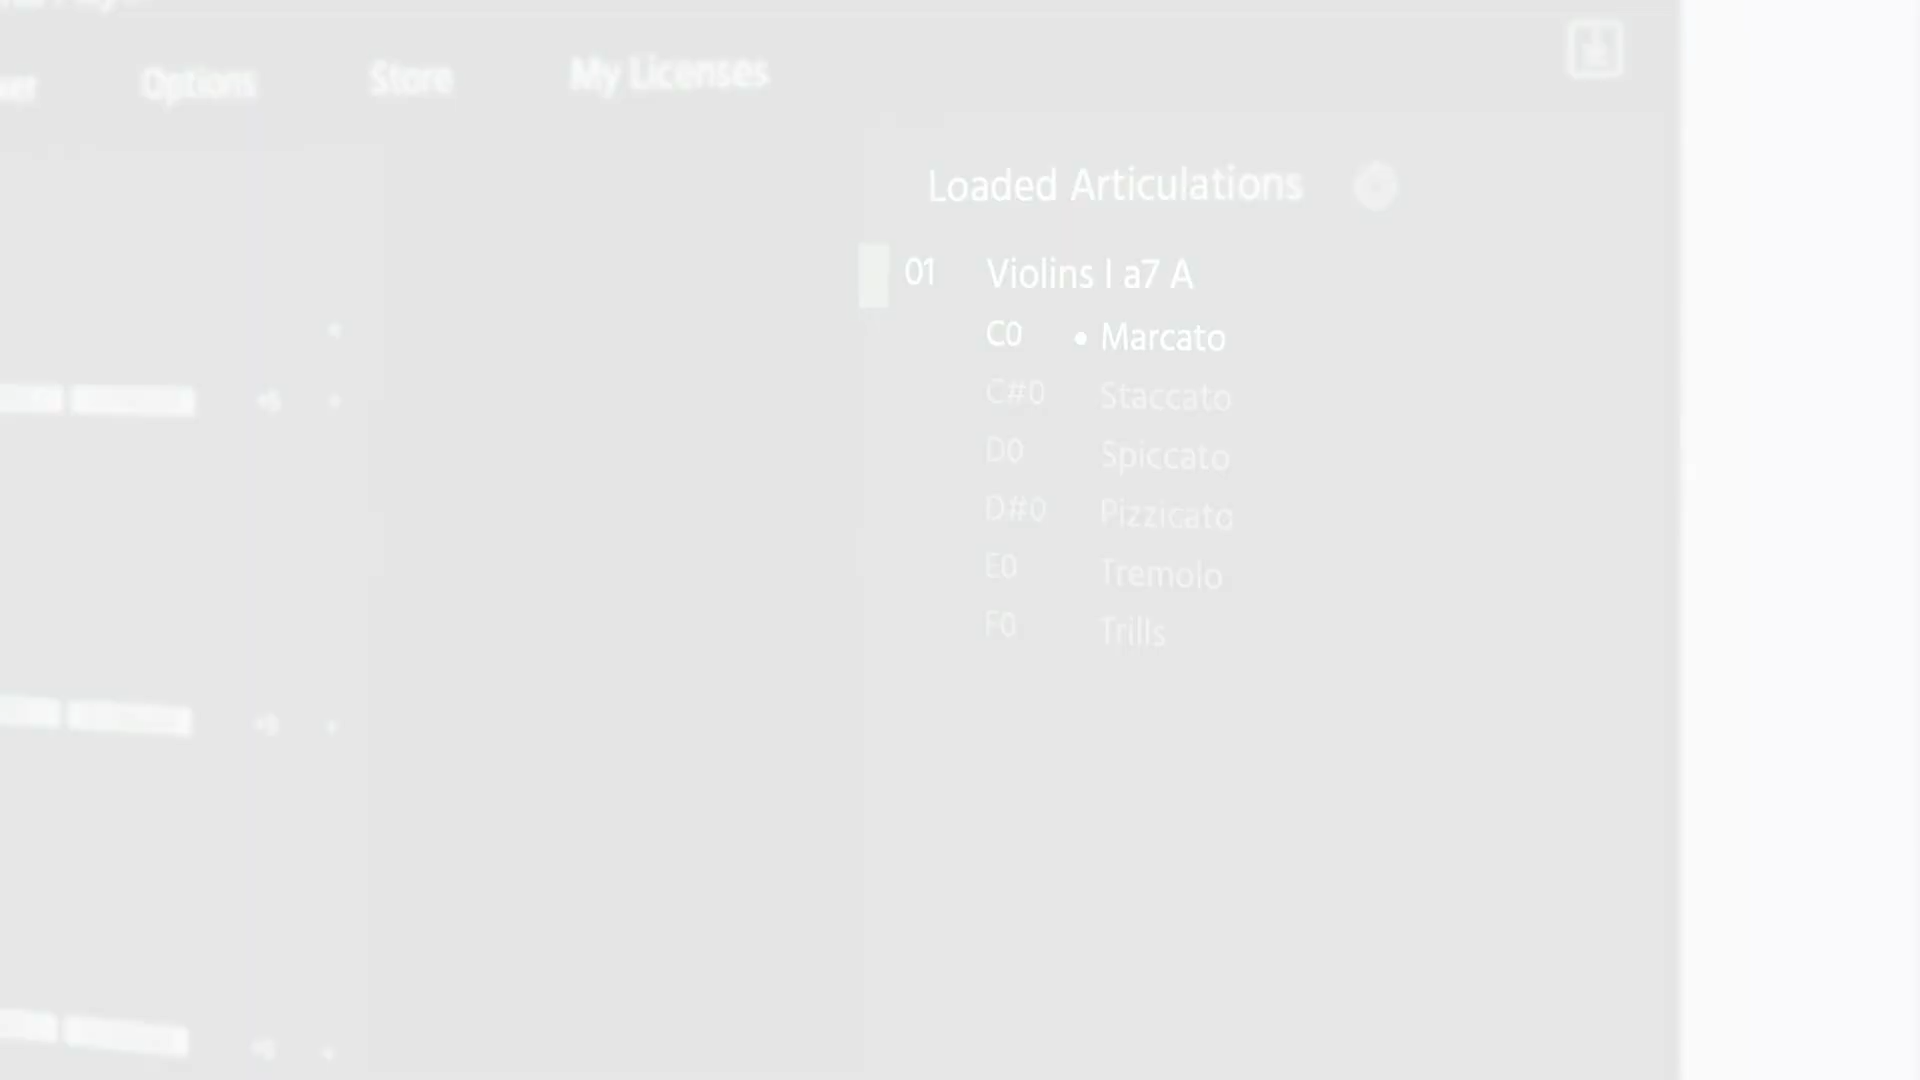 Options Store My Licenses
Loaded Articulations
01 Violins I a7 A
C0 • Marcato
C#0 Staccato
D0 Spiccato
D#0 Pizzicato
E0 Tremolo
F0 Trills